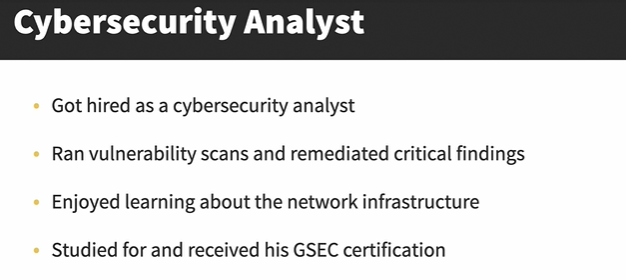 Cybersecurity Analyst
Got hired as a cybersecurity analyst
Ran vulnerability scans and remediated critical findings
Enjoyed learning about the network infrastructure
Studied for and received his GSEC certification